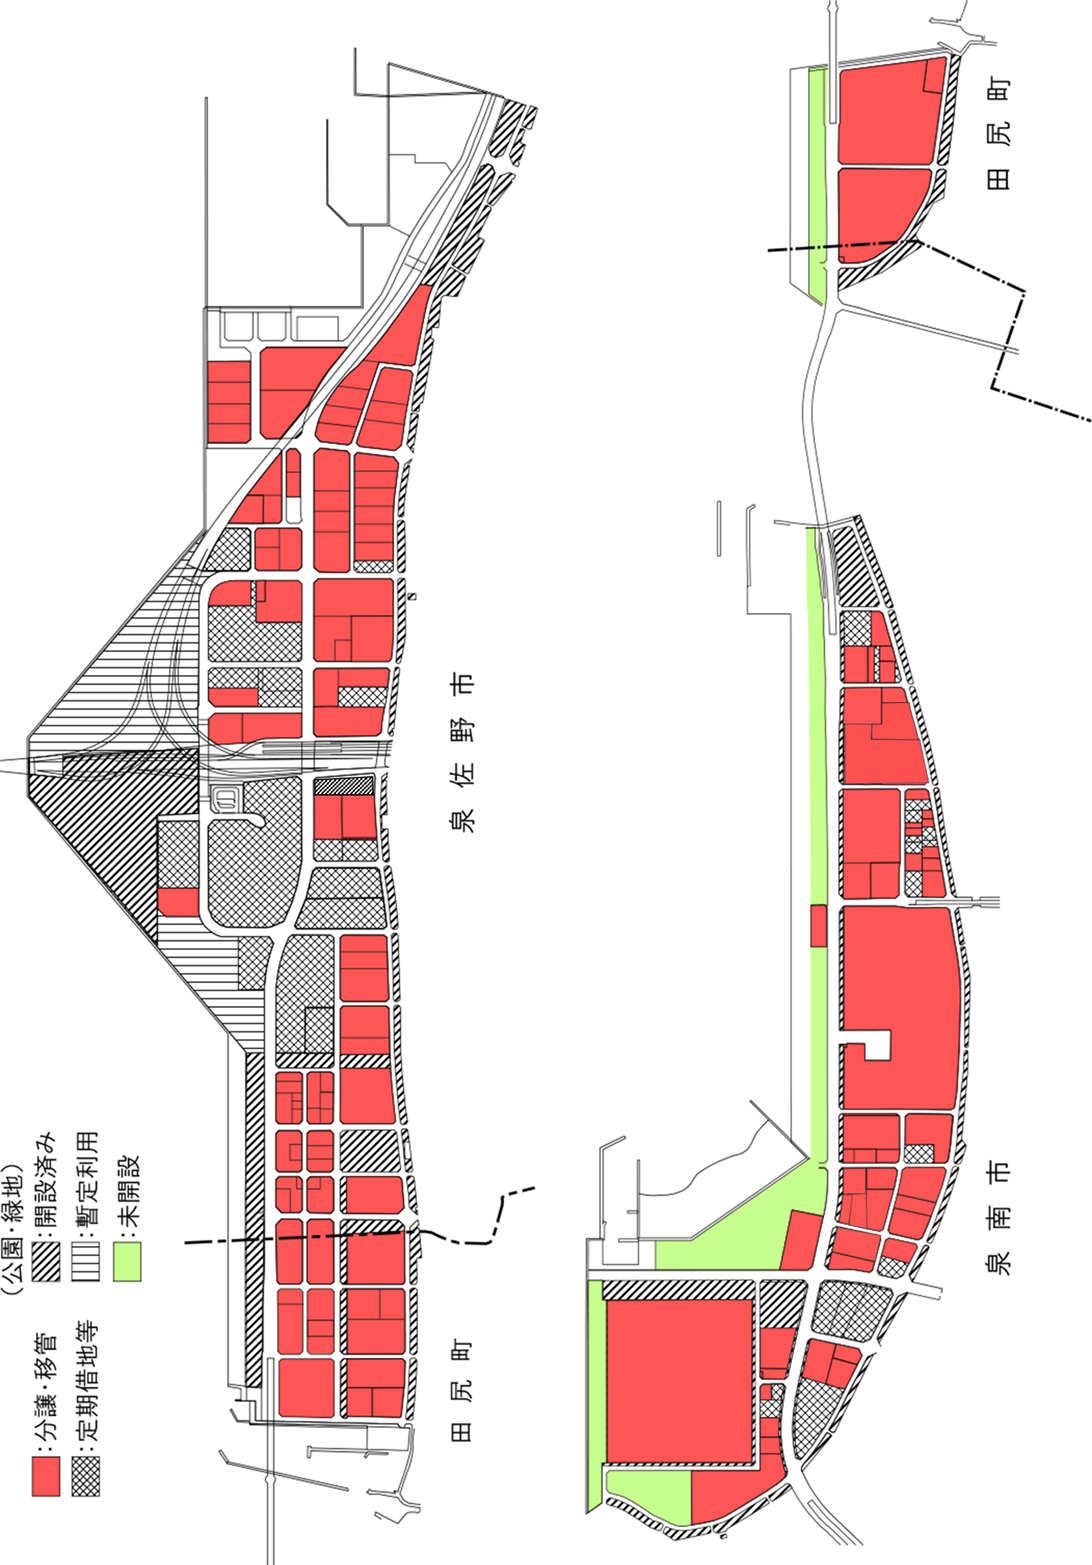 ■:分譲・移管
:定期借地等
(公園・緑地)
:開設済み
:暫定利用
:未開設
田尻町
泉佐野市
泉南市
田尻町